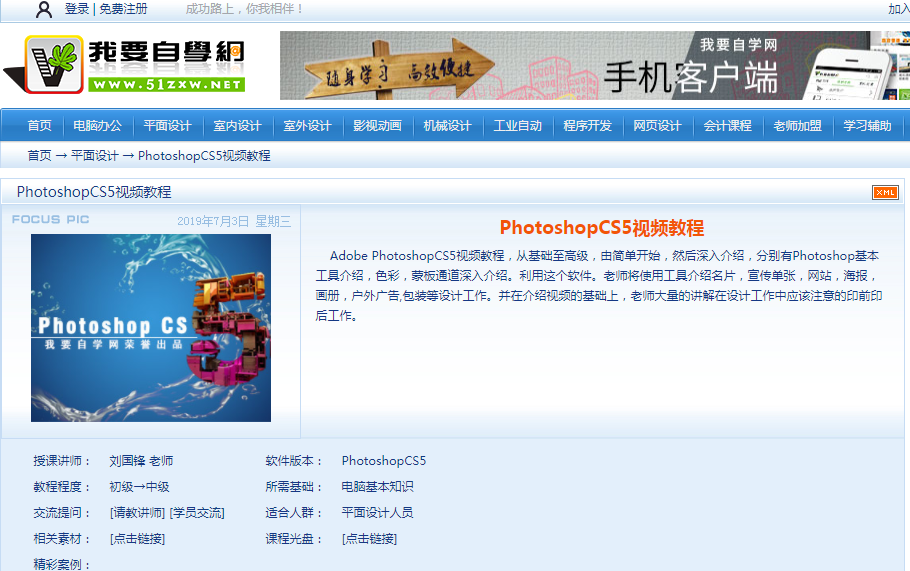 登录 | 免费注册 成功路上，你我相伴！ 加入
我要自學網
WWW.51ZXW.NET
随身学习 高效便捷
我要自学网
手机客户端
首页 电脑办公 平面设计 室内设计 室外设计 影视动画 机械设计 工业自动 程序开发 网页设计 会计课程 老师加盟 学习辅助
首页 → 平面设计 → PhotoshopCS5视频教程
PhotoshopCS5视频教程 XML
FOCUS PIC 2019年7月3日 星期三
Photoshop CS
我要自学网荣誉出品
PhotoshopCS5视频教程
Adobe PhotoshopCS5视频教程，从基础至高级，由简单开始，然后深入介绍，分别有Photoshop基本
工具介绍，色彩，蒙板通道深入介绍。利用这个软件。老师将使用工具介绍名片，宣传单张，网站，海报，
画册，户外广告,包装等设计工作。并在介绍视频的基础上，老师大量的讲解在设计工作中应该注意的印前印
后工作。
授课讲师： 刘国锋 老师 软件版本： PhotoshopCS5
教程程度： 初级→中级 所需基础： 电脑基本知识
交流提问： [请教讲师] [学员交流] 适合人群： 平面设计人员
相关素材： [点击链接] 课程光盘： [点击链接]
精彩案例：